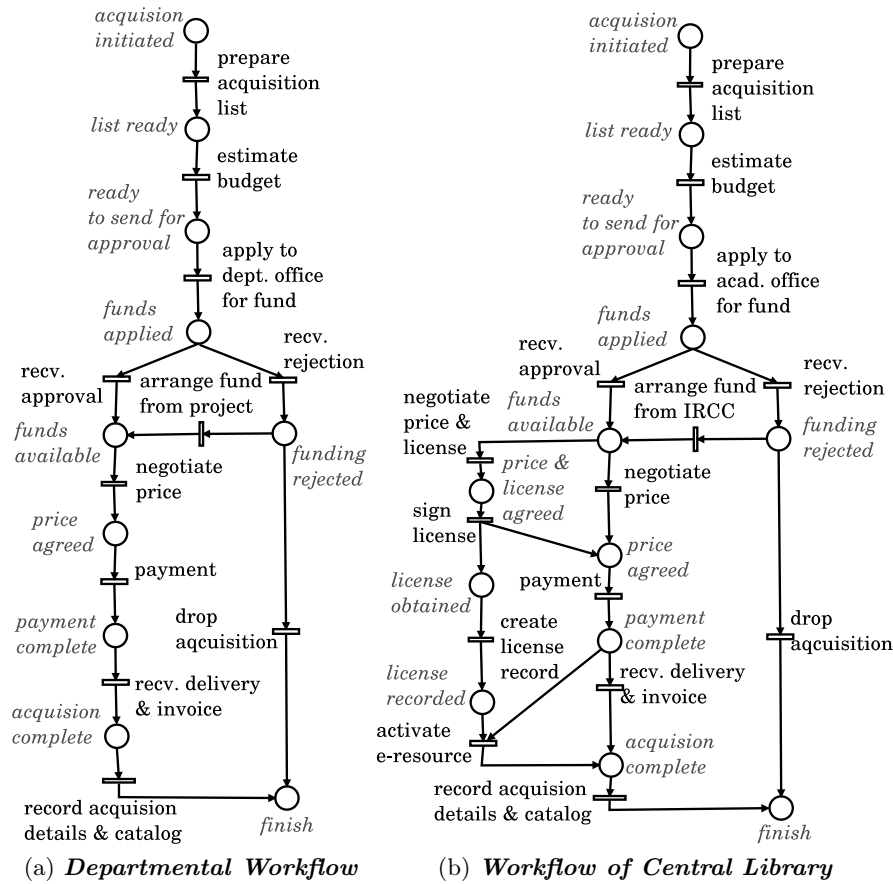 acquision
initiated
prepare
acquisition
list
list ready
estimate
budget
ready
to send for
approval
apply to
dept. office
for fund
funds
applied
recv.
rejection
recv.
approval
arrange fund
from project
funds
available
funding
rejected
negotiate
price
price
agreed
payment
payment
complete
drop
aqcuisition
recv. delivery
& invoice
acquision
complete
record acquision
details & catalog
finish
(a) Departmental Workflow
acquision
initiated
prepare
acquisition
list
list ready
estimate
budget
ready
to send for
approval
apply to
acad. office
for fund
funds
applied
recv.
approval
recv.
rejection
arrange fund
from IRCC
negotiate
price &
license
funds
available
funding
rejected
price &
license
agreed
negotiate
price
sign
license
price
agreed
license
obtained
payment
payment
complete
create
license
record
drop
aqcuisition
license
recorded
recv. delivery
& invoice
activate
e-resource
acquision
complete
record acquision
details & catalog
finish
(b) Workflow of Central Library